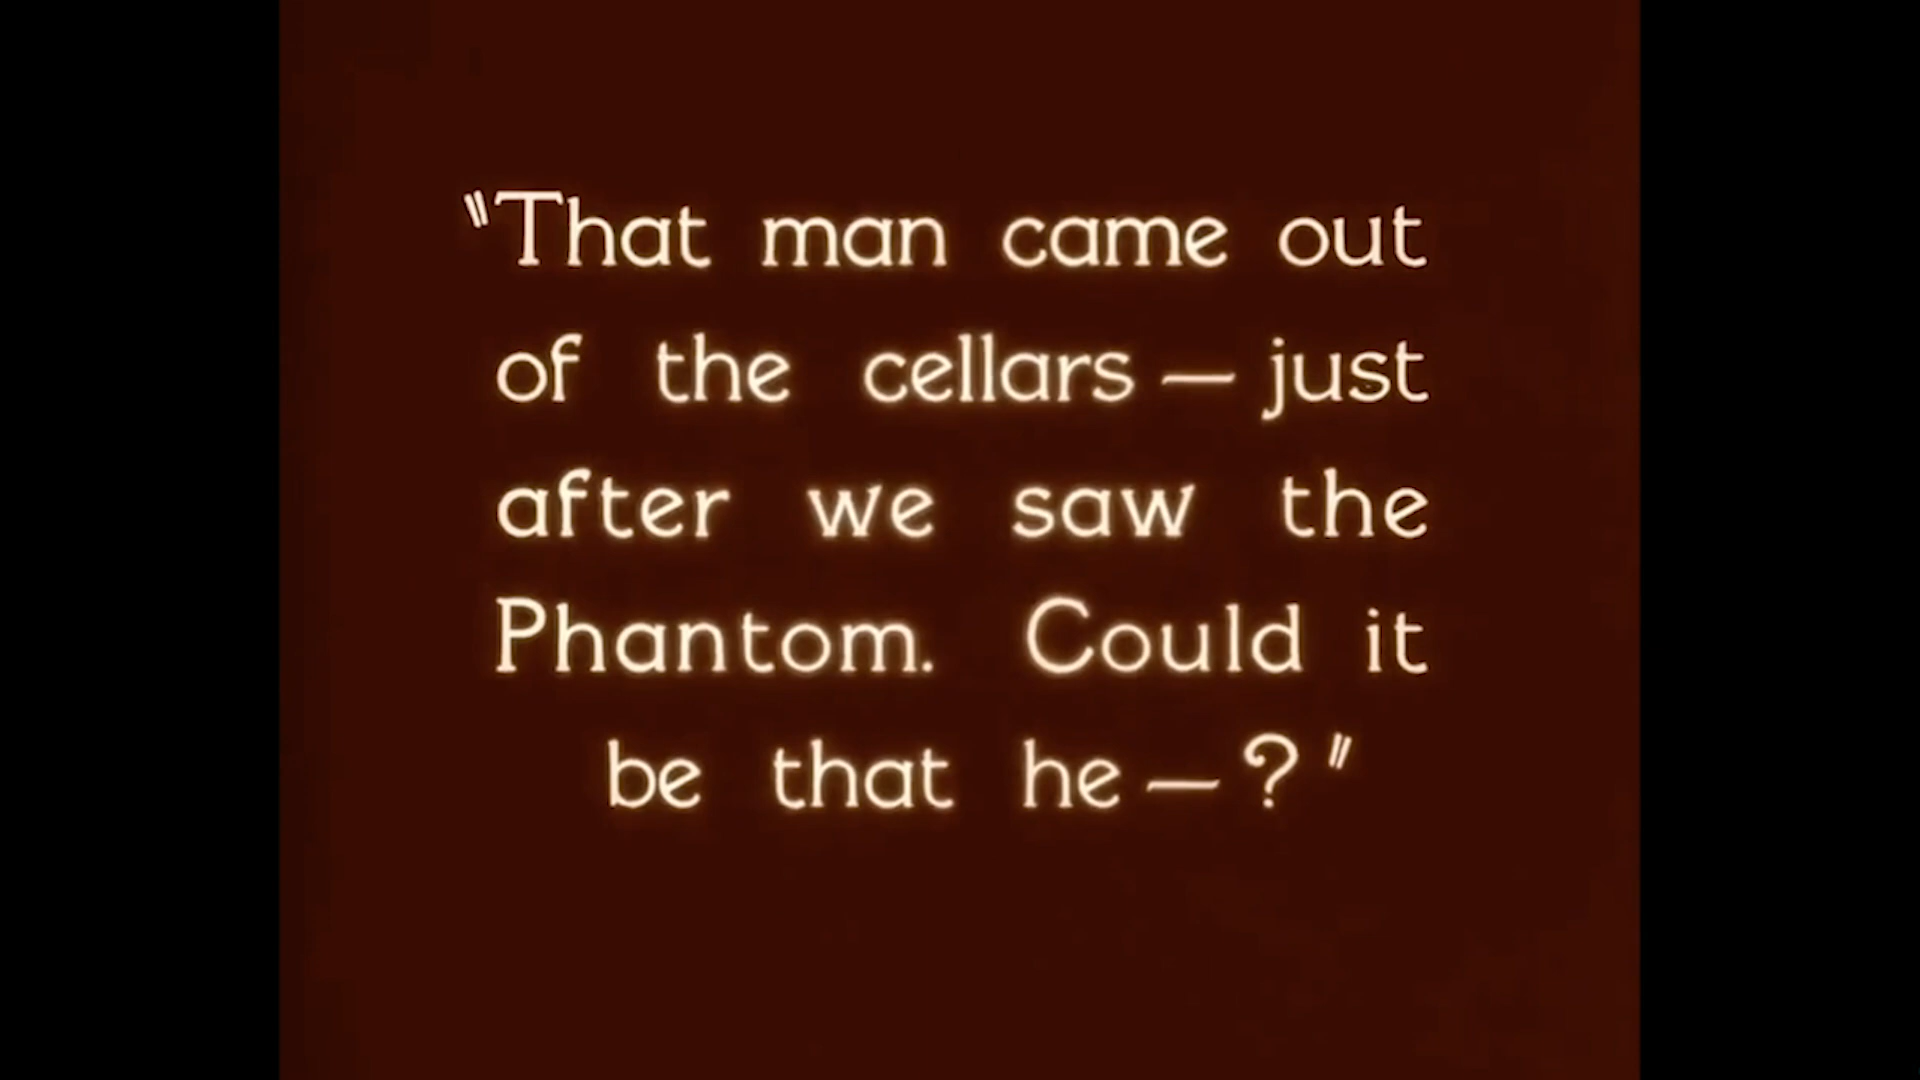 "That man came out
of the cellars — just
after we saw the
Phantom. Could it
be that he — ? "